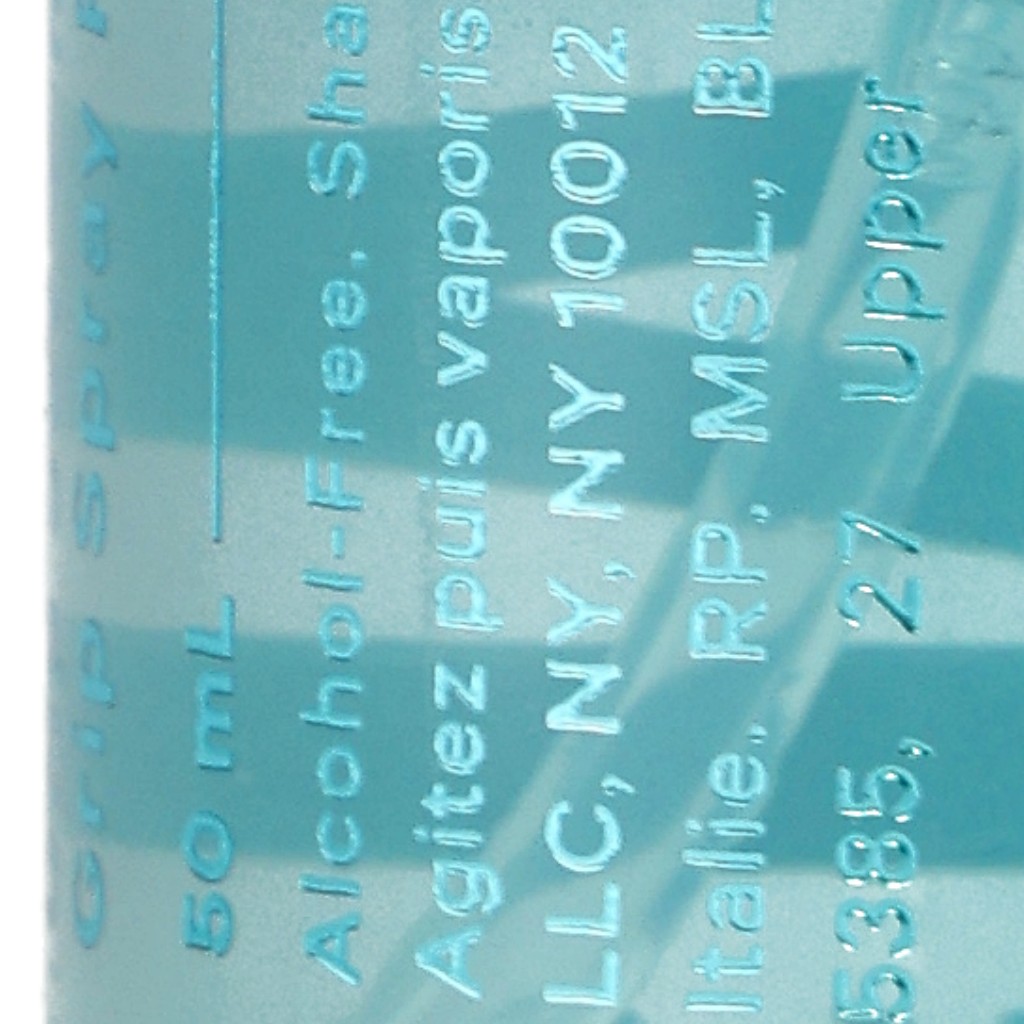 Grip Spray
50 mL
Alcohol-Free. Sha
Agitez puis vaporis
LLC, NY, NY 10012
Italie. RP, MSL, BL
5385, 27 Upper